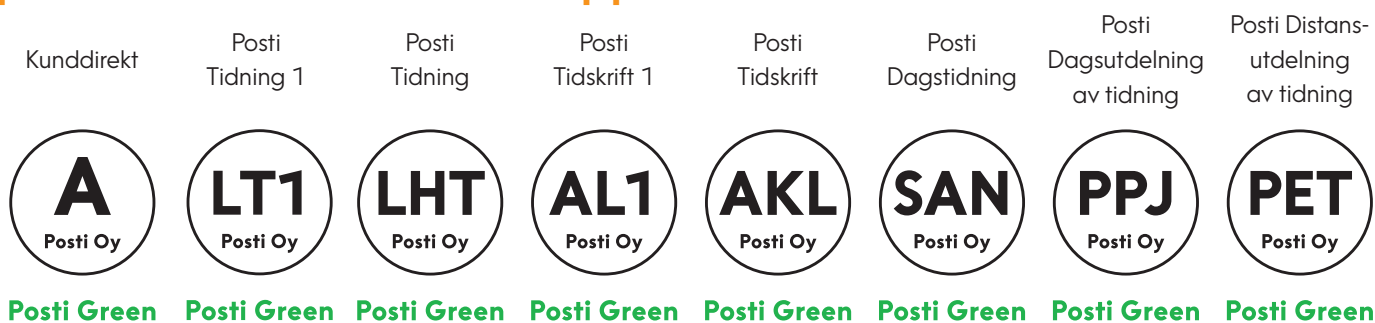 Kunddirekt
Posti
Tidning 1
Posti
Tidning
Posti
Tidskrift 1
Posti
Tidskrift
Posti
Dagstidning
Posti
Dagsutdelning
av tidning
Posti Distans-
utdelning
av tidning
A
Posti Oy
LT1
Posti Oy
LHT
Posti Oy
AL1
Posti Oy
AKL
Posti Oy
SAN
Posti Oy
PPJ
Posti Oy
PET
Posti Oy
Posti Green
Posti Green
Posti Green
Posti Green
Posti Green
Posti Green
Posti Green
Posti Green